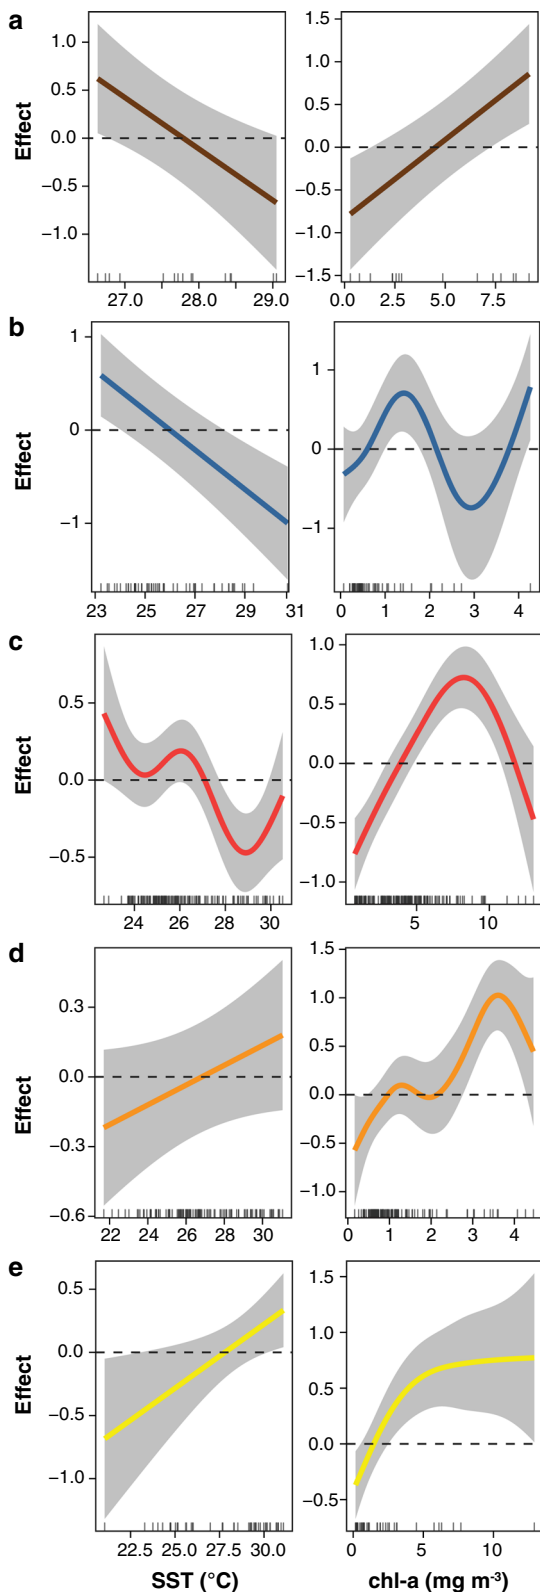 a
Effect
1.0
0.5
0.0
−0.5
−1.0
27.0 28.0 29.0
1.5
1.0
0.5
0.0
−0.5
−1.0
−1.5
0.0 2.5 5.0 7.5
b
Effect
1
0
−1
23 25 27 29 31
1
0
−1
0 1 2 3 4
c
Effect
0.5
0.0
−0.5
24 26 28 30
1.0
0.5
0.0
−0.5
−1.0
5 10
d
Effect
0.3
0.0
−0.3
−0.6
22 24 26 28 30
1.5
1.0
0.5
0.0
−0.5
−1.0
0 1 2 3 4
e
Effect
0.5
0.0
−0.5
−1.0
22.5 25.0 27.5 30.0
SST (°C)
1.5
1.0
0.5
0.0
−0.5
0 5 10
chl-a (mg m⁻³)